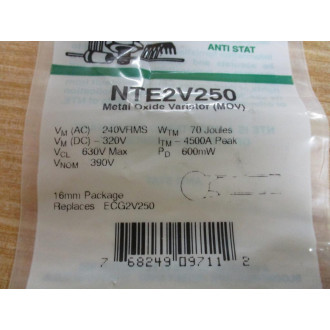 ANTI STAT
NTE2V250
Metal Oxide Varistor (MOV)
VM (AC) 240VRMS WTM 70 Joules
VM (DC) – 320V ITM – 4500A Peak
VCL 630V Max PD 600mW
VNOM 390V
16mm Package
Replaces ECG2V250
7 68249 09711 2